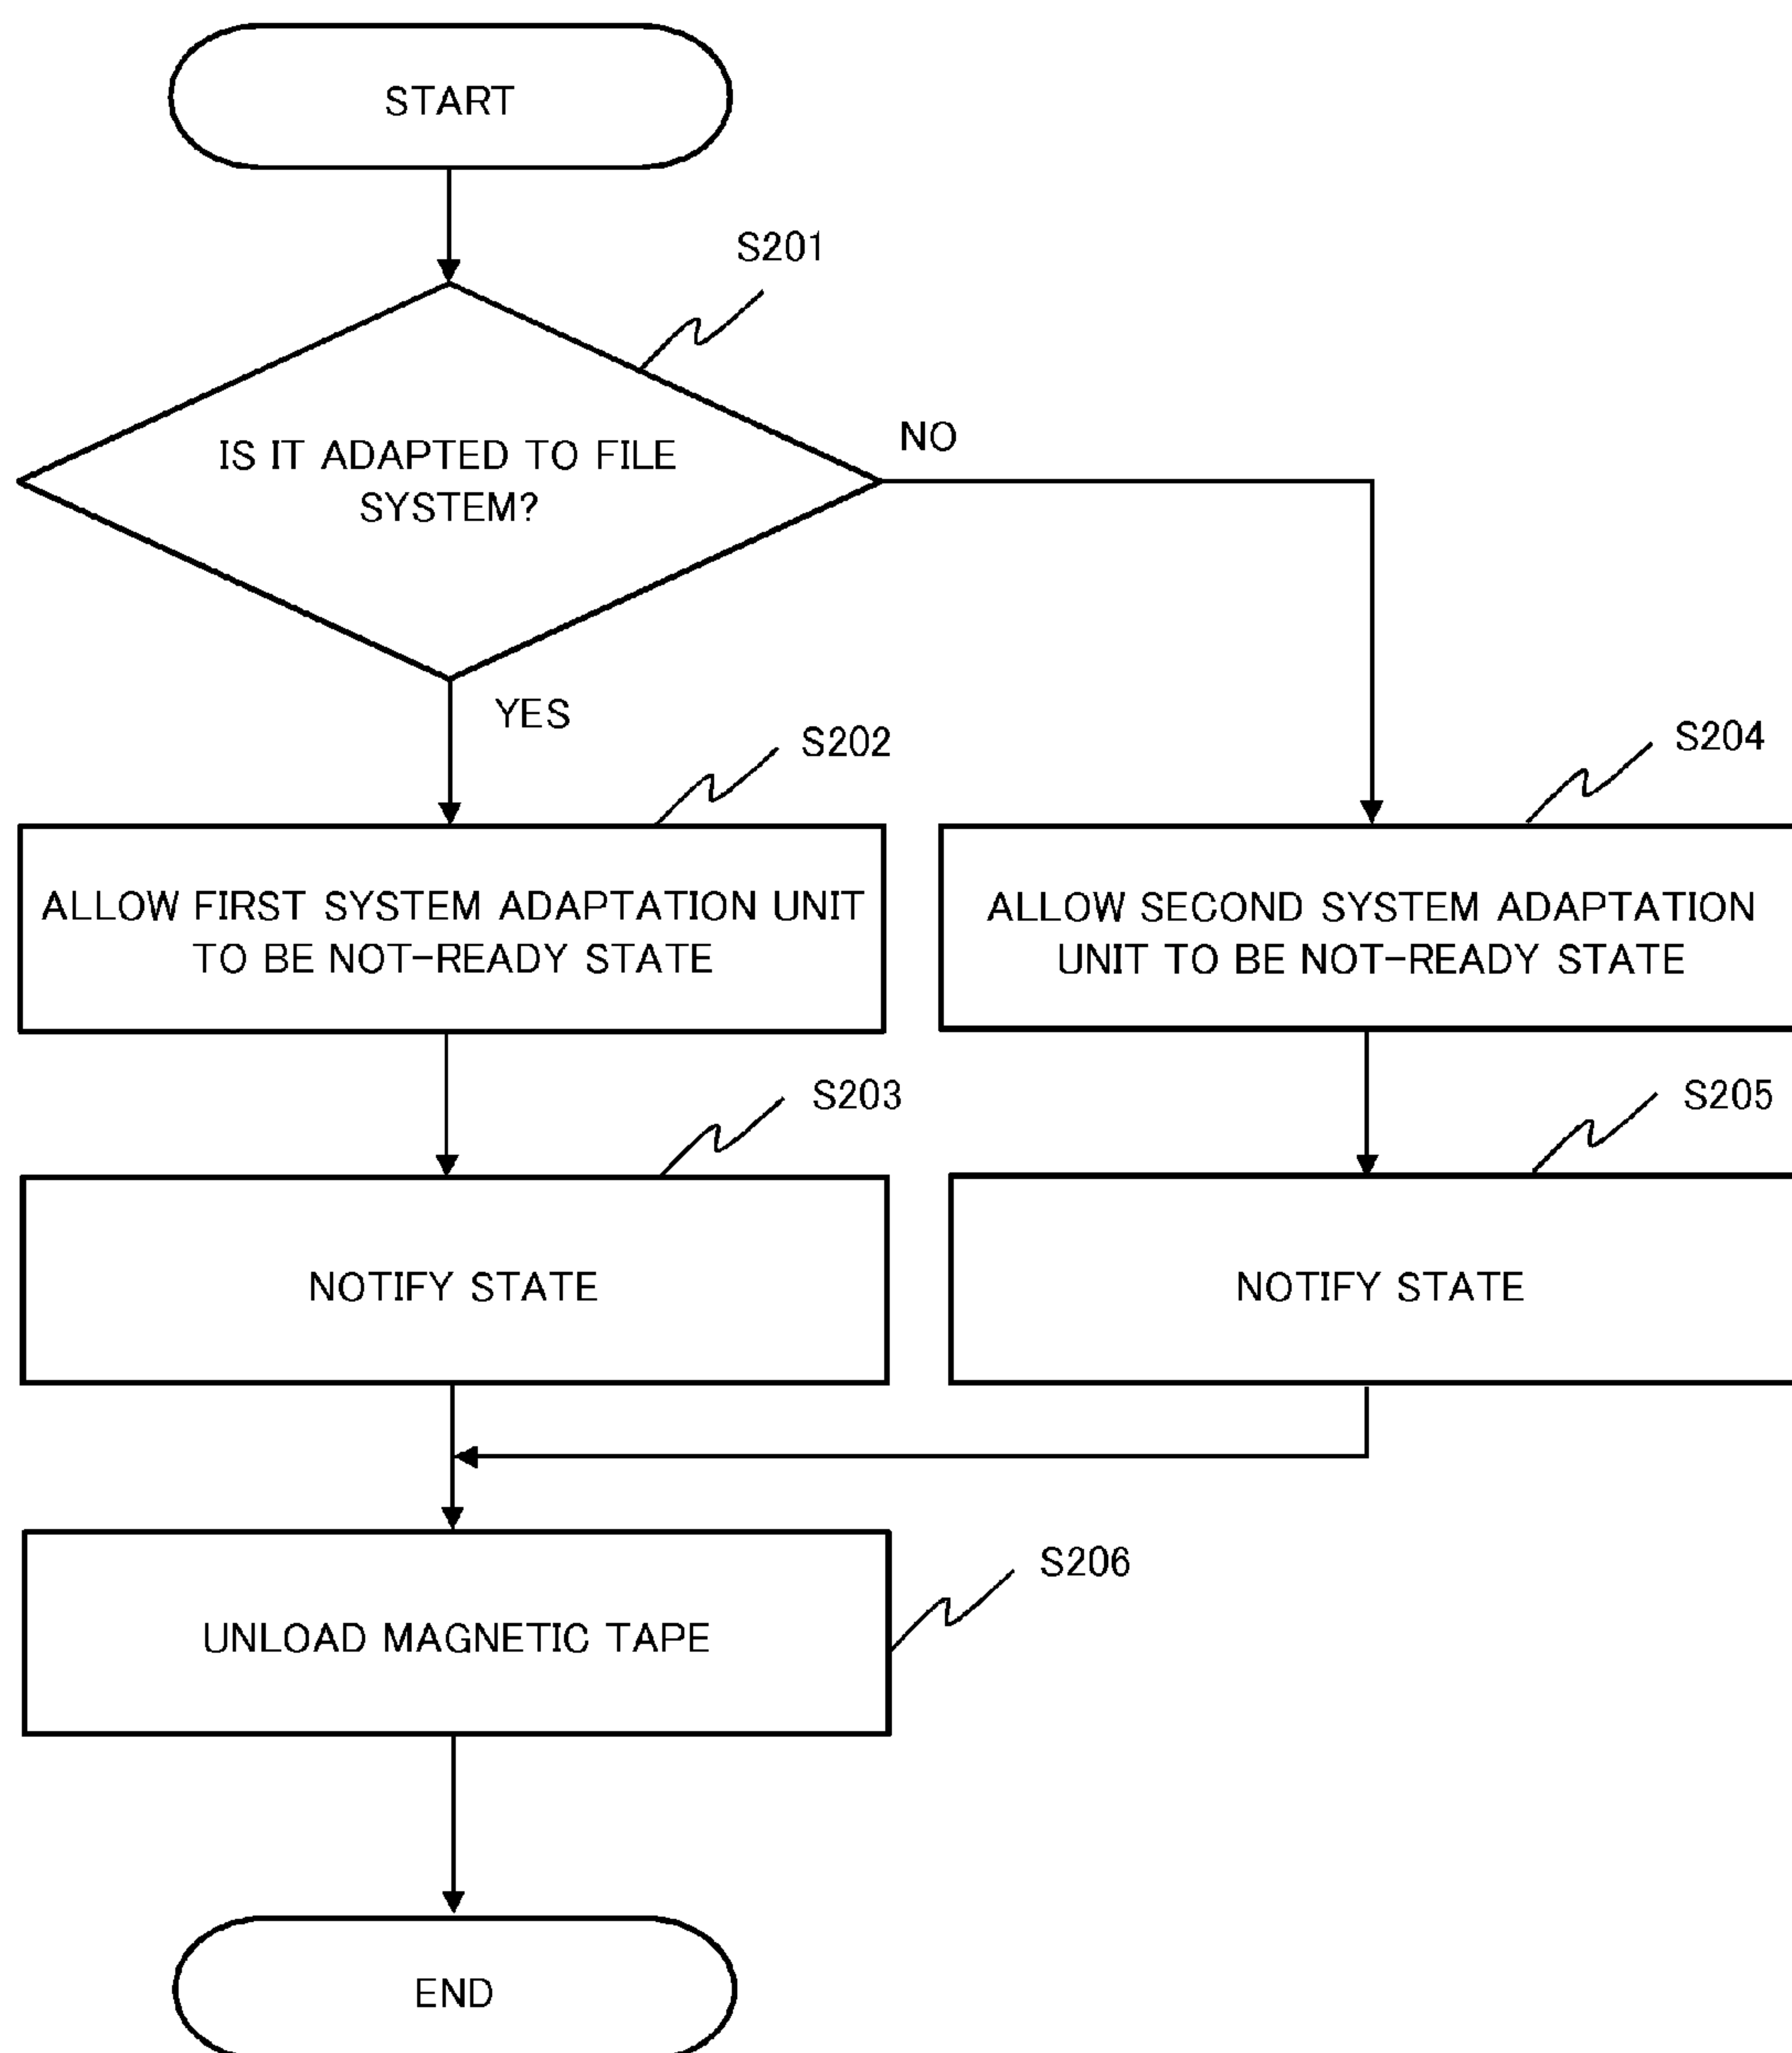 START
S201
IS IT ADAPTED TO FILE
SYSTEM?
NO
YES
S202
ALLOW FIRST SYSTEM ADAPTATION UNIT
TO BE NOT-READY STATE
S204
ALLOW SECOND SYSTEM ADAPTATION
UNIT TO BE NOT-READY STATE
S203
NOTIFY STATE
S205
NOTIFY STATE
S206
UNLOAD MAGNETIC TAPE
END